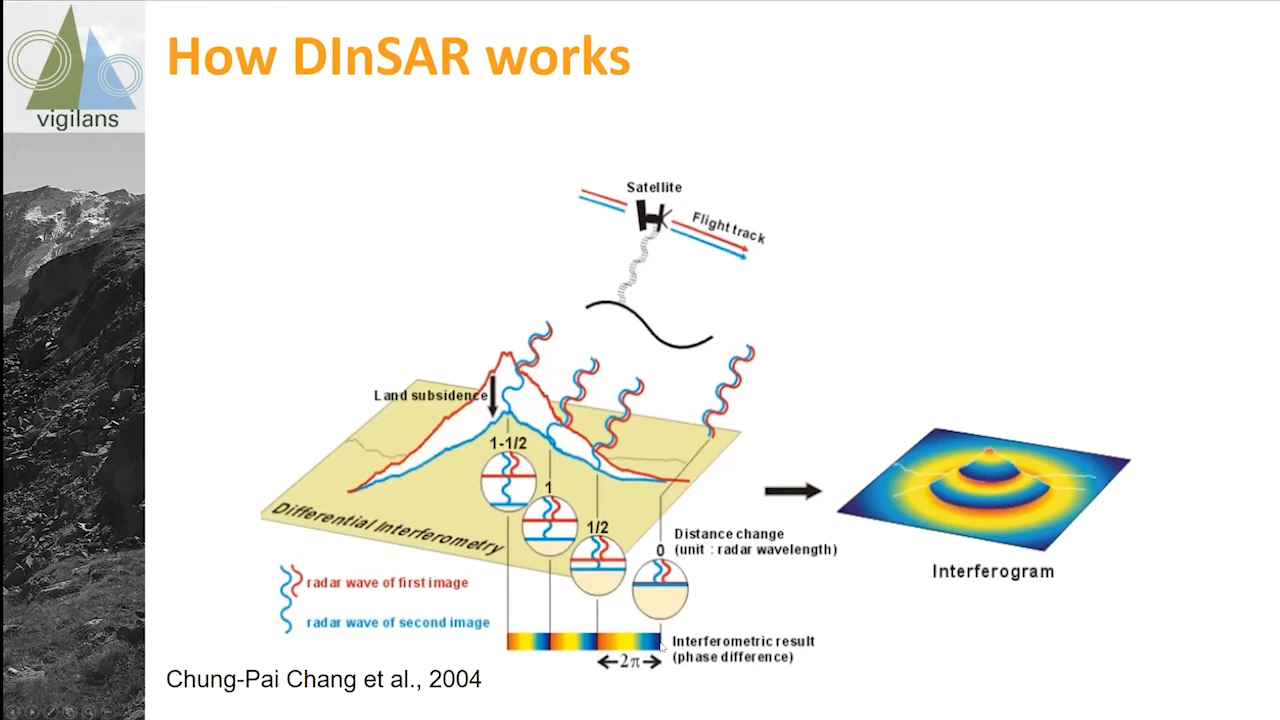 How DInSAR works
vigilans
Satellite
Flight track
Land subsidence
1-1/2
1
1/2
0
Distance change
(unit : radar wavelength)
Differential Interferometry
radar wave of first image
radar wave of second image
Interferometric result
(phase difference)
2π
Interferogram
Chung-Pai Chang et al., 2004